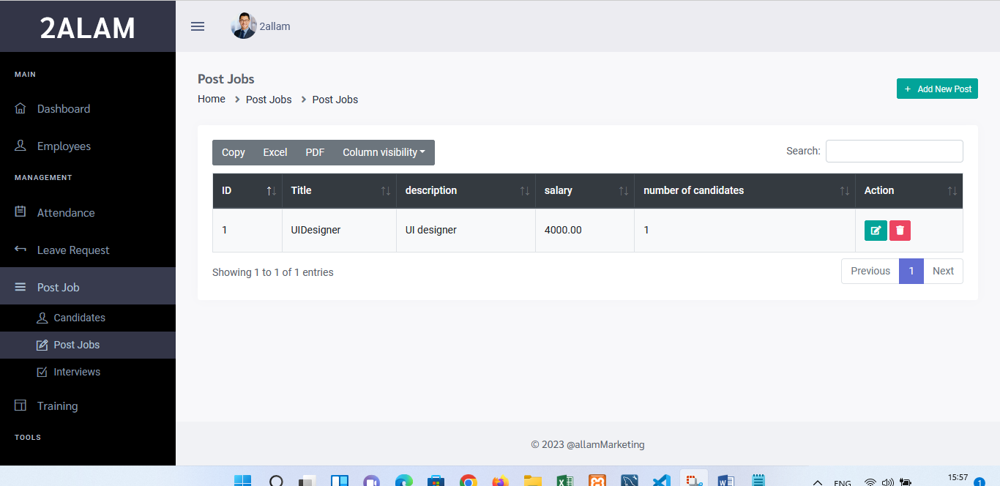 2ALAM
2allam
MAIN
Dashboard
Employees
MANAGEMENT
Attendance
Leave Request
Post Job
Candidates
Post Jobs
Interviews
Training
TOOLS
Post Jobs
Home > Post Jobs > Post Jobs
+ Add New Post
Copy Excel PDF Column visibility
Search:
ID Title description salary number of candidates Action
1 UIDesigner UI designer 4000.00 1
Showing 1 to 1 of 1 entries
Previous 1 Next
© 2023 @allamMarketing
ENG
15:57
1